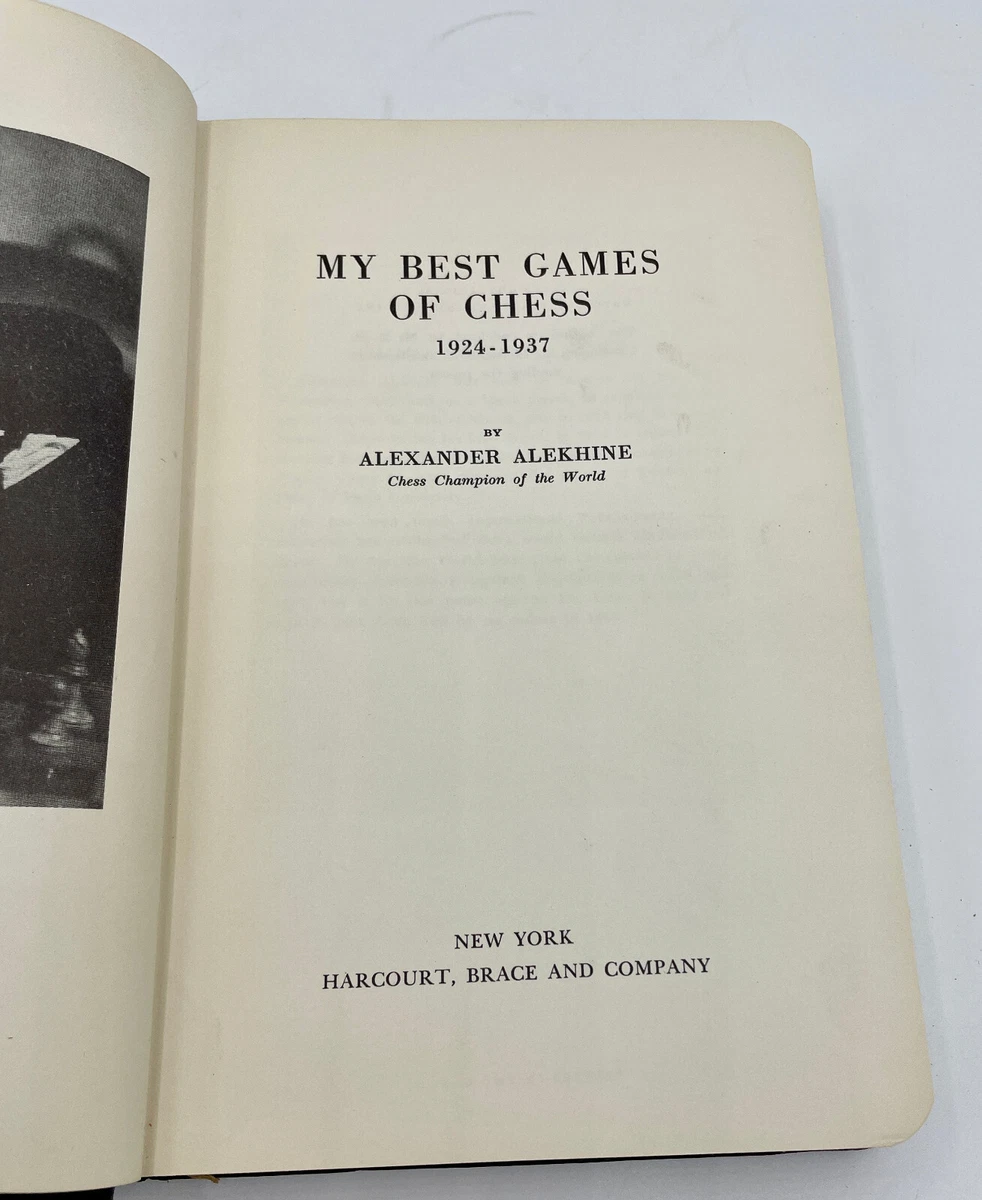 MY BEST GAMES
OF CHESS
1924-1937
BY
ALEXANDER ALEKHINE
Chess Champion of the World
NEW YORK
HARCOURT, BRACE AND COMPANY